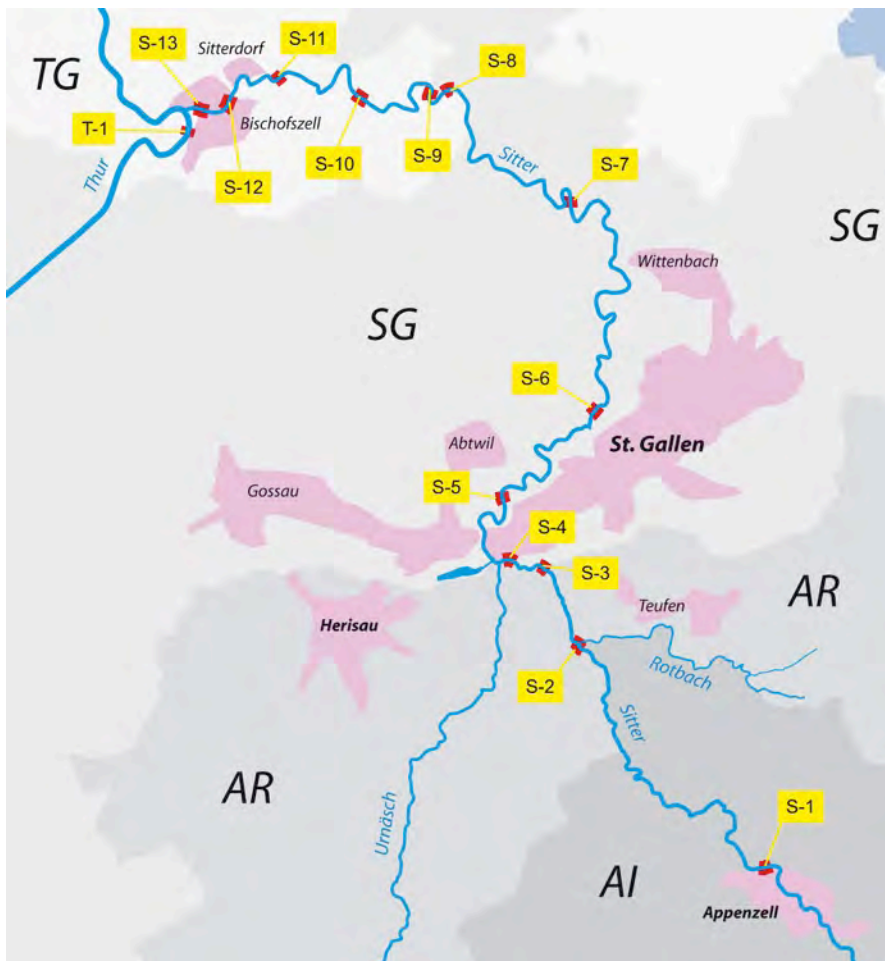 S-11
S-13
Sitterdorf
S-8
TG
T-1
Bischofszell
S-10
S-9
S-12
Sitter
S-7
Thur
SG
Wittenbach
SG
S-6
Abtwil
St. Gallen
Gossau
S-5
S-4
S-3
AR
Teufen
Herisau
Rotbach
S-2
Sitter
AR
Urnäsch
S-1
AI
Appenzell